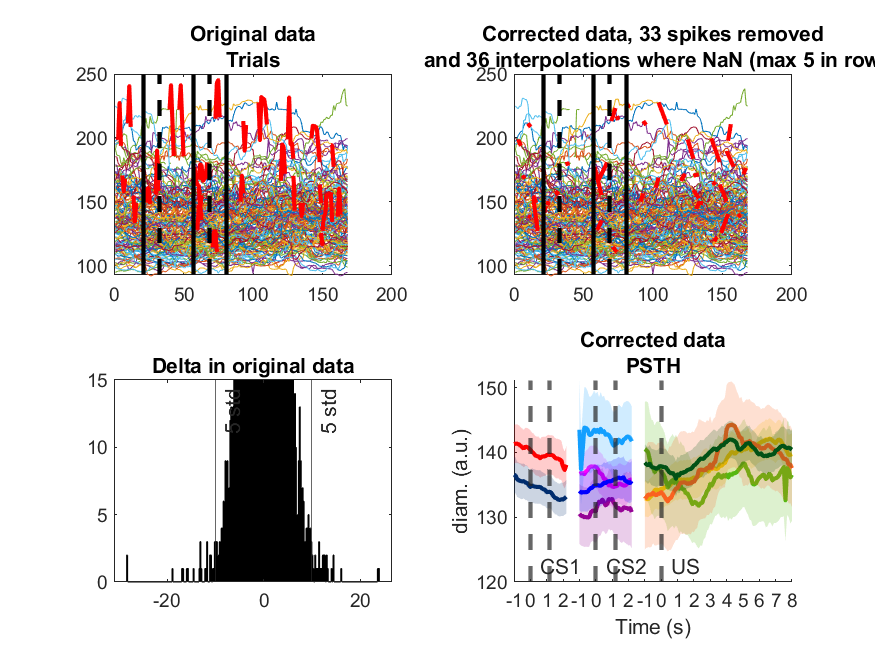 Original data
Trials
250
200
150
100
0 50 100 150 200
Corrected data, 33 spikes removed
and 36 interpolations where NaN (max 5 in row
250
200
150
100
0 50 100 150 200
Delta in original data
15
10
5
0
5 std
5 std
-20 0 20
Corrected data
PSTH
diam. (a.u.)
150
140
130
120
CS1 CS2 US
-1 0 1 2 -1 0 1 2 -1 0 1 2 3 4 5 6 7 8
Time (s)